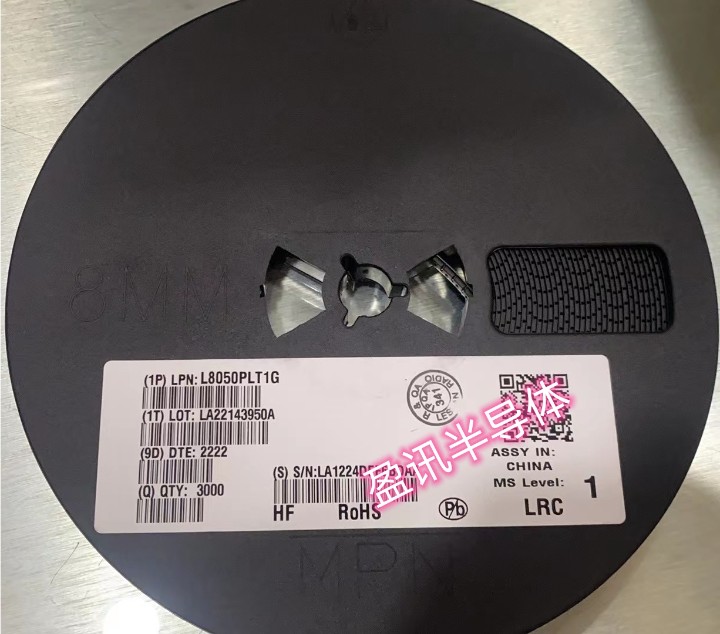 8MM
(1P) LPN: L8050PLT1G
(1T) LOT: LA22143950A
(9D) DTE: 2222
(Q) QTY: 3000
HF
RoHS
Pb
341
ASSY IN:
CHINA
MS Level: 1
LRC
盈讯半导体
MPN